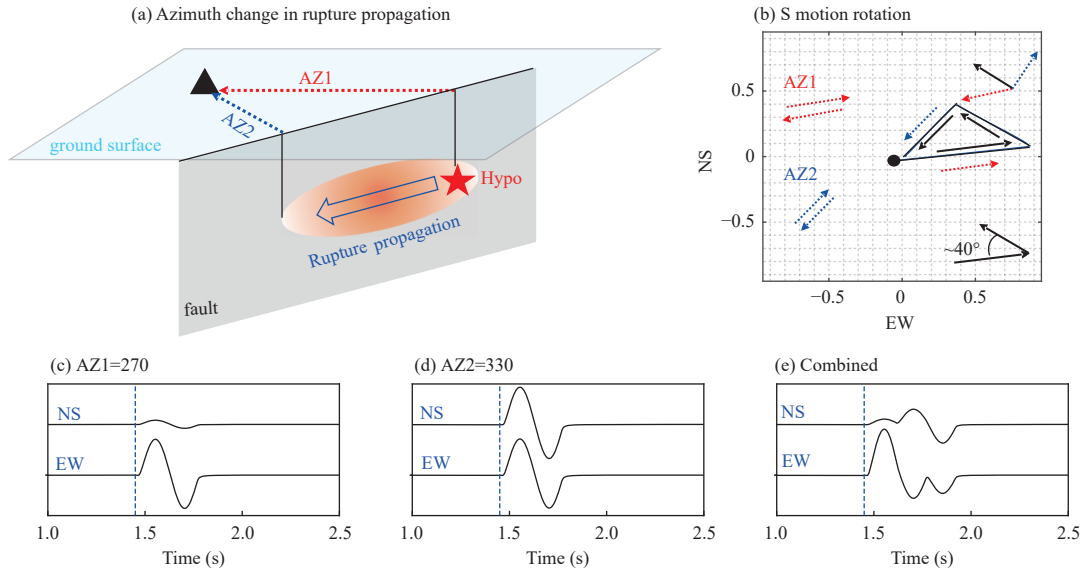 (a) Azimuth change in rupture propagation
AZ1
AZ2
ground surface
Hypo
Rupture propagation
fault
(b) S motion rotation
NS
0.5
0
−0.5
AZ1
AZ2
~40°
−0.5
0
0.5
EW
(c) AZ1=270
NS
EW
1.0
1.5
2.0
2.5
Time (s)
(d) AZ2=330
NS
EW
1.0
1.5
2.0
2.5
Time (s)
(e) Combined
NS
EW
1.0
1.5
2.0
2.5
Time (s)